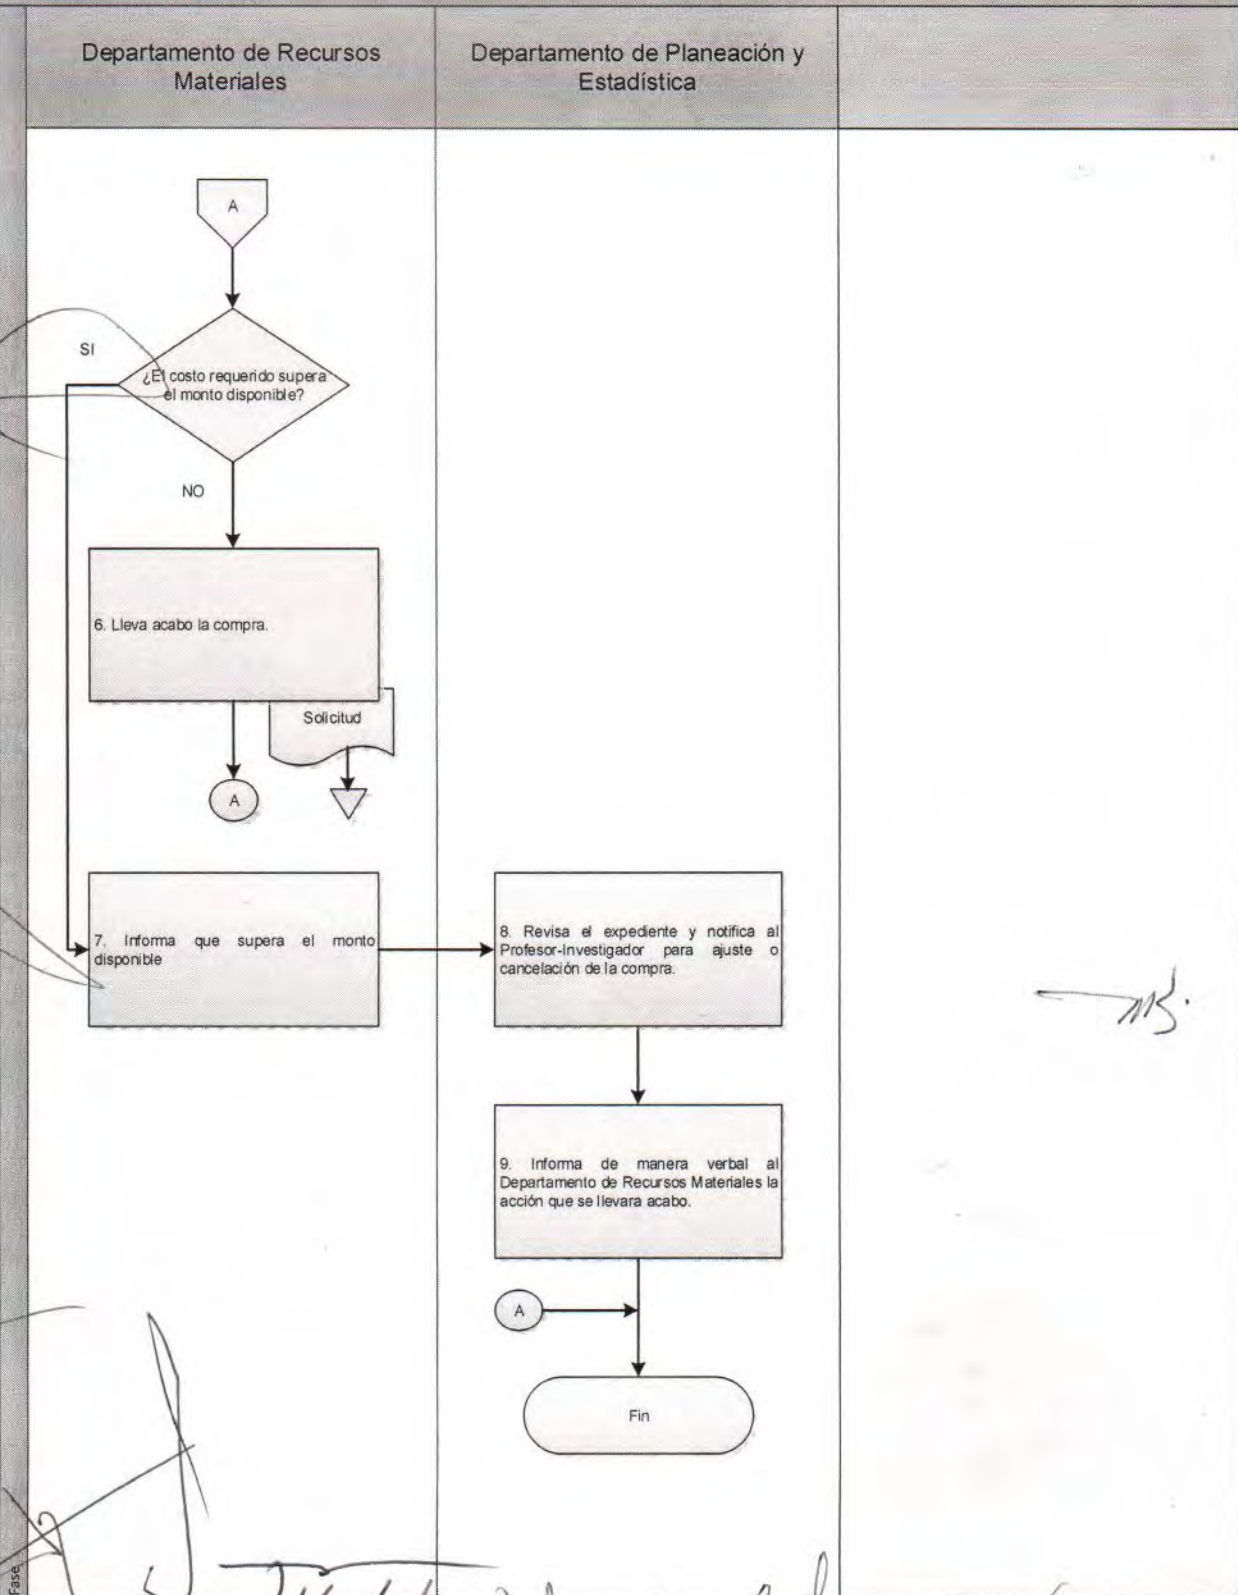 Departamento de Recursos
Materiales
Departamento de Planeación y
Estadística
A
SI
¿El costo requerido supera
el monto disponible?
NO
6. Lleva acabo la compra.
Solicitud
A
7. Informa que supera el monto
disponible
8. Revisa el expediente y notifica al
Profesor-Investigador para ajuste o
cancelación de la compra.
9. Informa de manera verbal al
Departamento de Recursos Materiales la
acción que se llevara acabo.
A
Fin
Fase